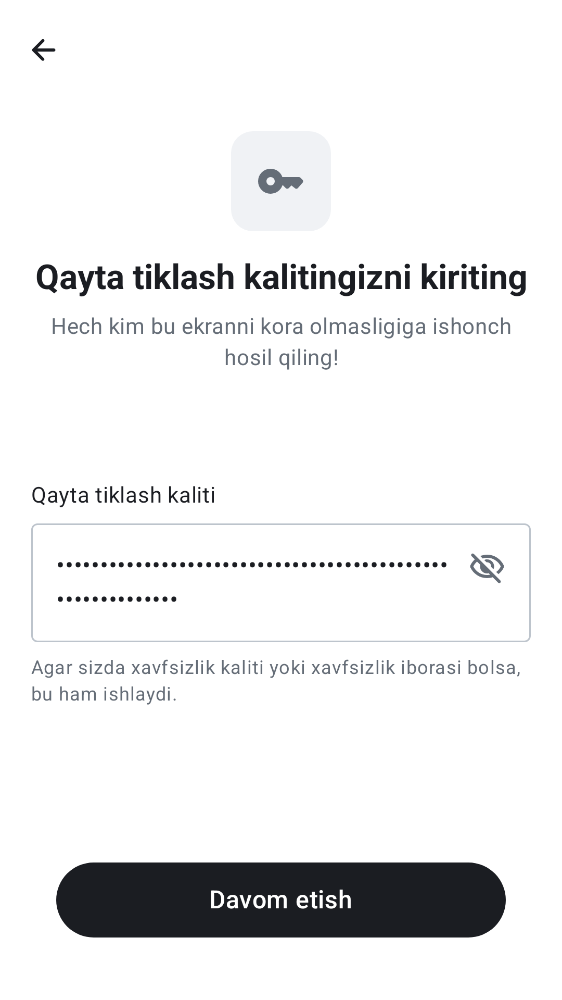 Qayta tiklash kalitingizni kiriting
Hech kim bu ekranni kora olmasligiga ishonch
hosil qiling!
Qayta tiklash kaliti
Agar sizda xavfsizlik kaliti yoki xavfsizlik iborasi bolsa,
bu ham ishlaydi.
Davom etish